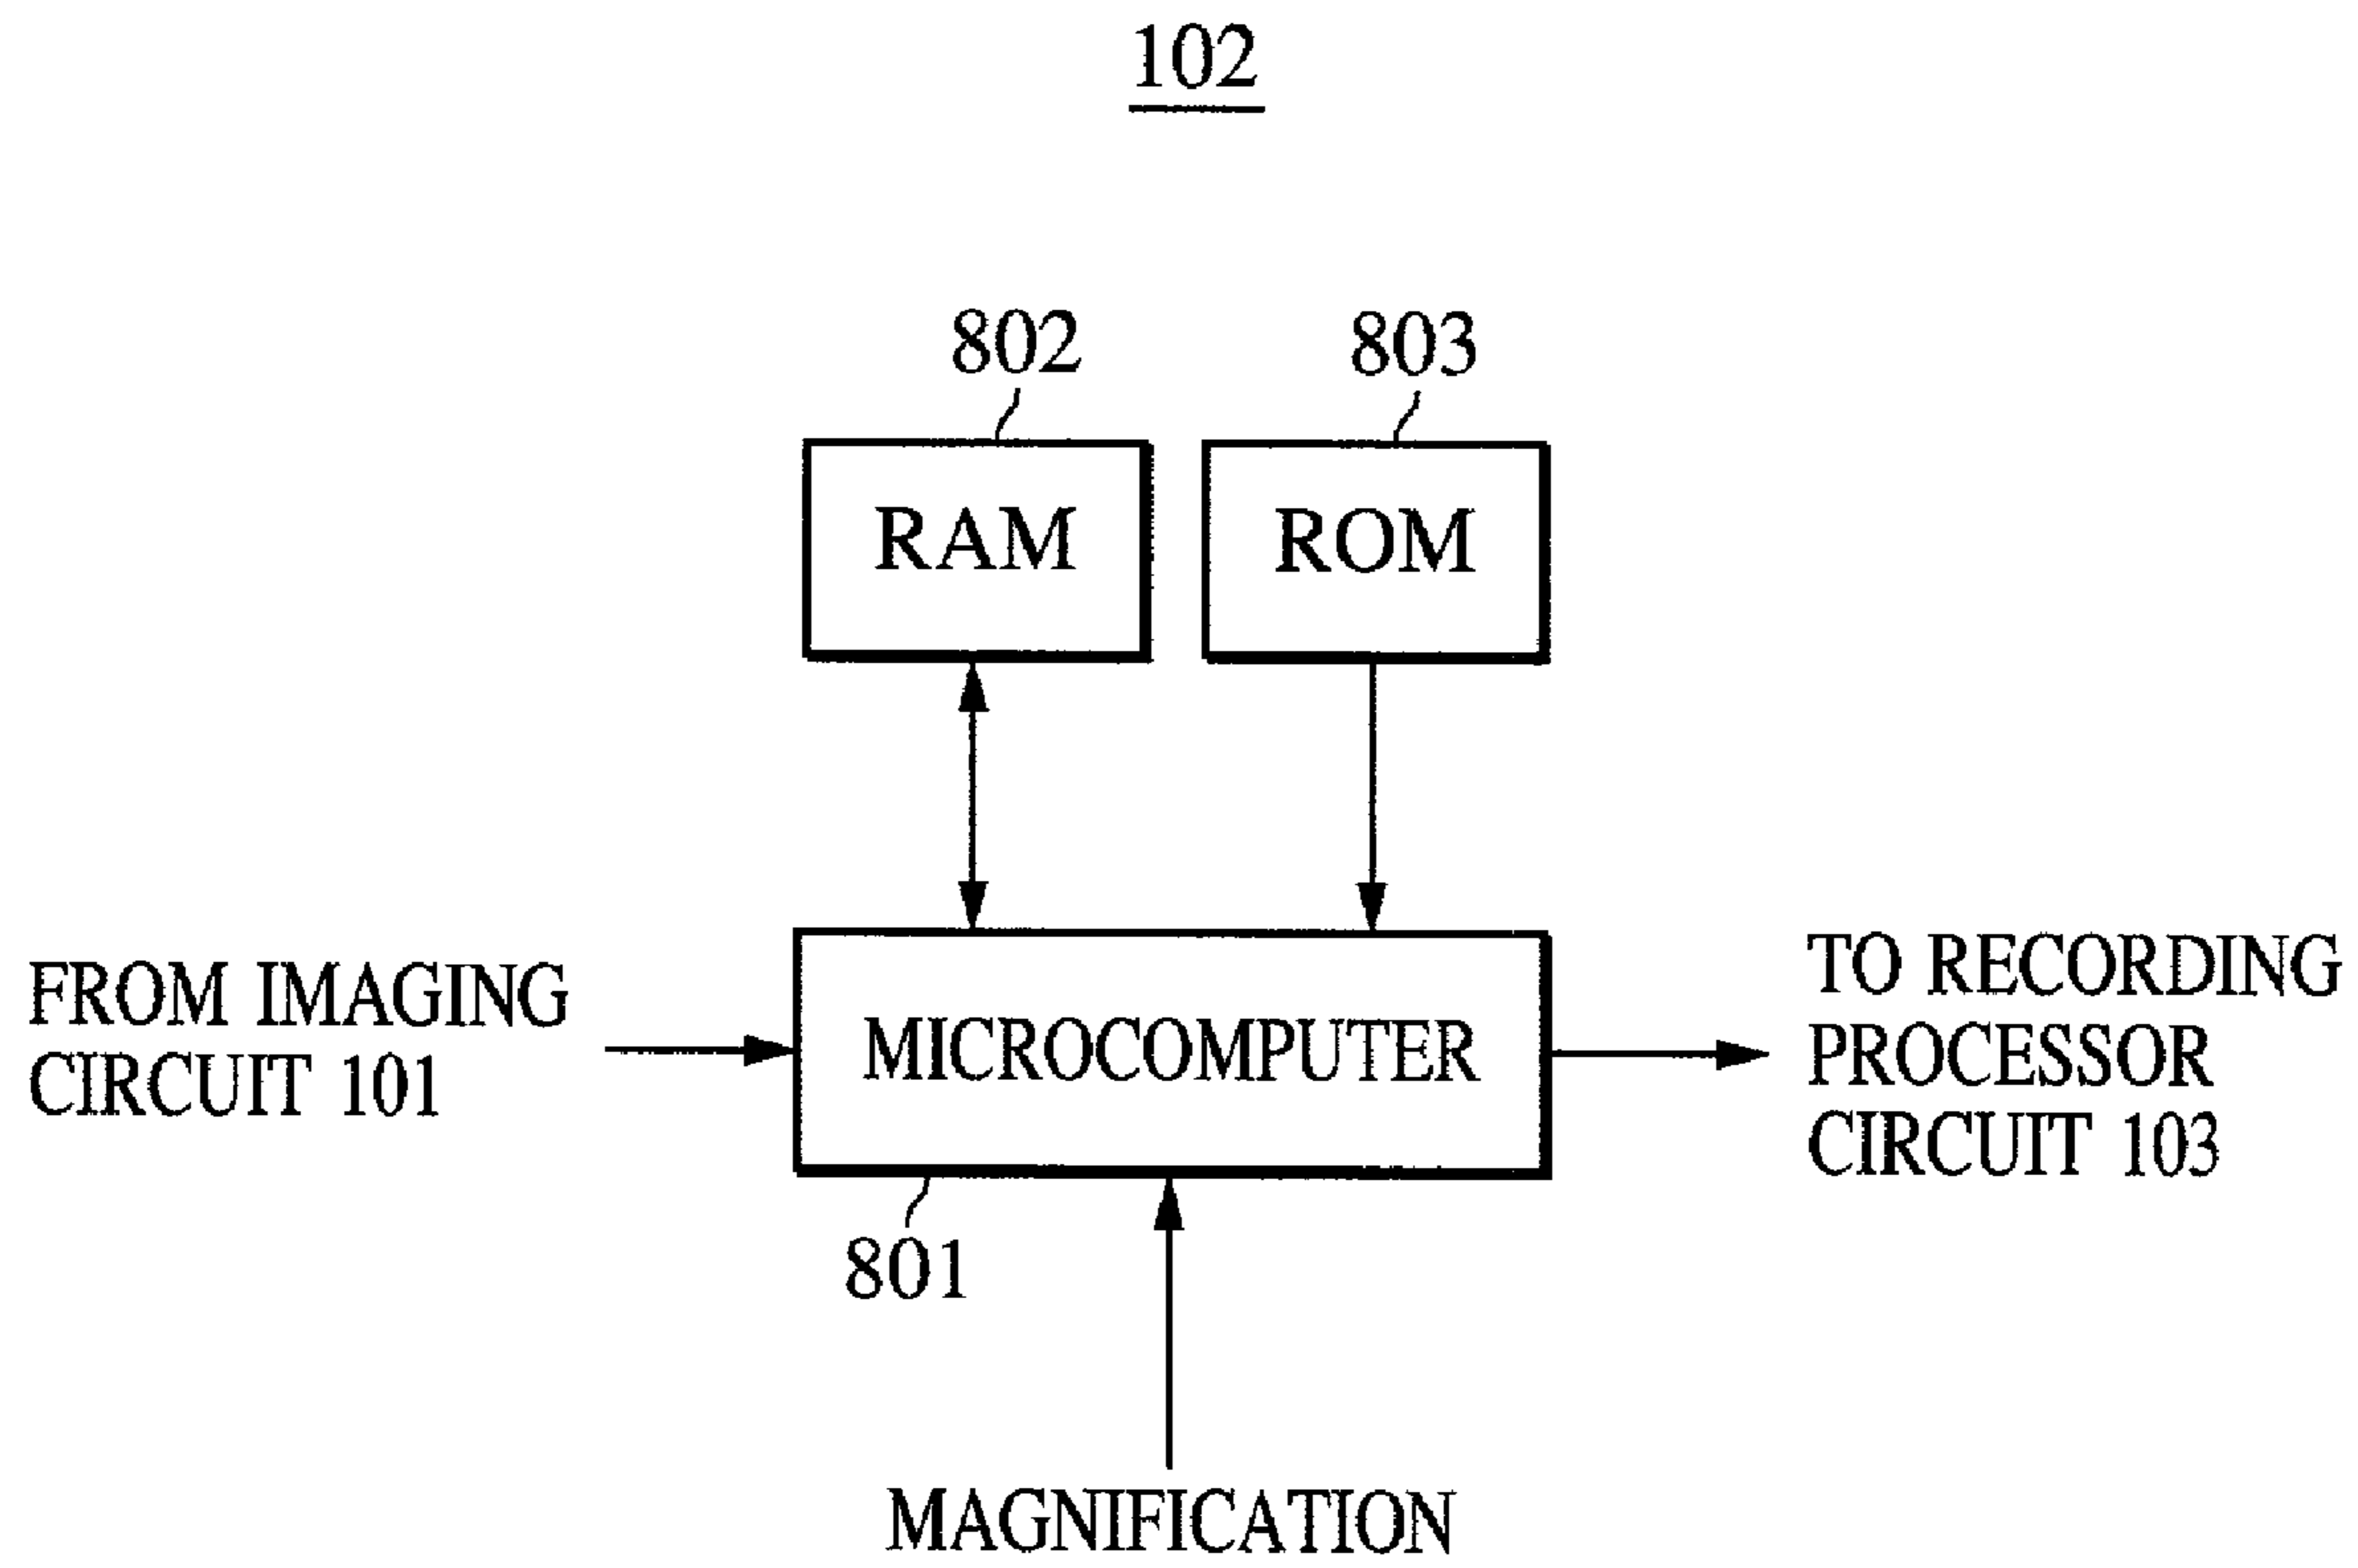 102
802
803
RAM
ROM
FROM IMAGING
CIRCUIT 101
MICROCOMPUTER
TO RECORDING
PROCESSOR
CIRCUIT 103
801
MAGNIFICATION